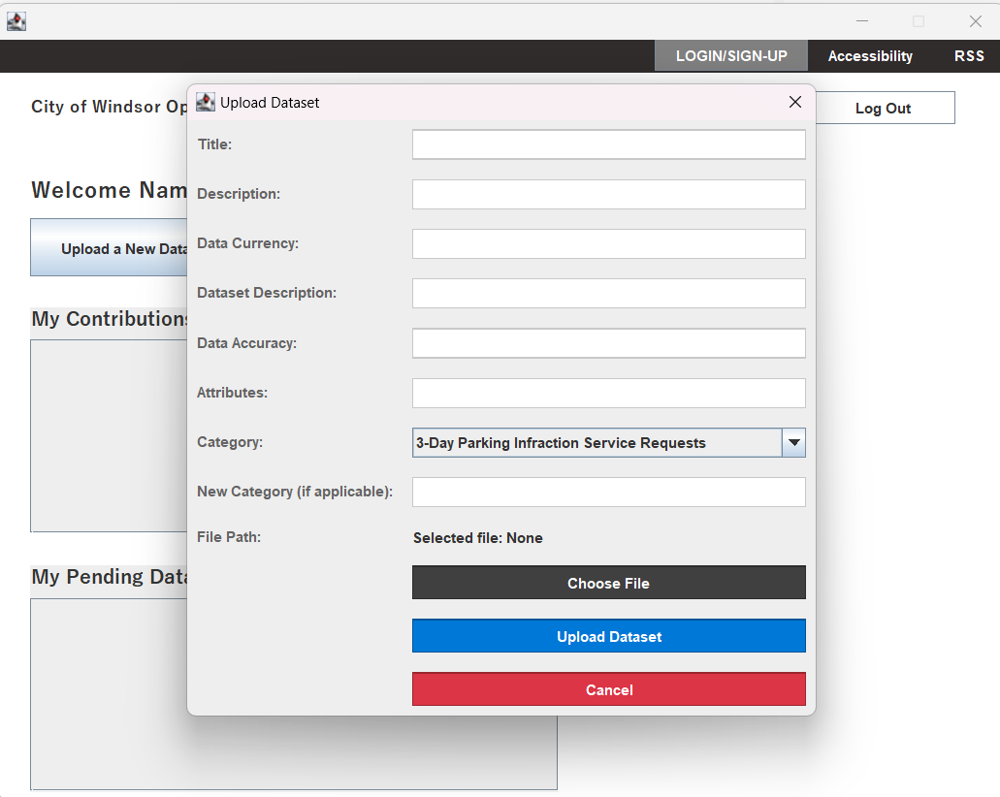 LOGIN/SIGN-UP Accessibility RSS
City of Windsor Op
Log Out
Welcome Nam
Upload a New Data
My Contributions
My Pending Data
Upload Dataset
Title:
Description:
Data Currency:
Dataset Description:
Data Accuracy:
Attributes:
Category: 3-Day Parking Infraction Service Requests
New Category (if applicable):
File Path: Selected file: None
Choose File
Upload Dataset
Cancel